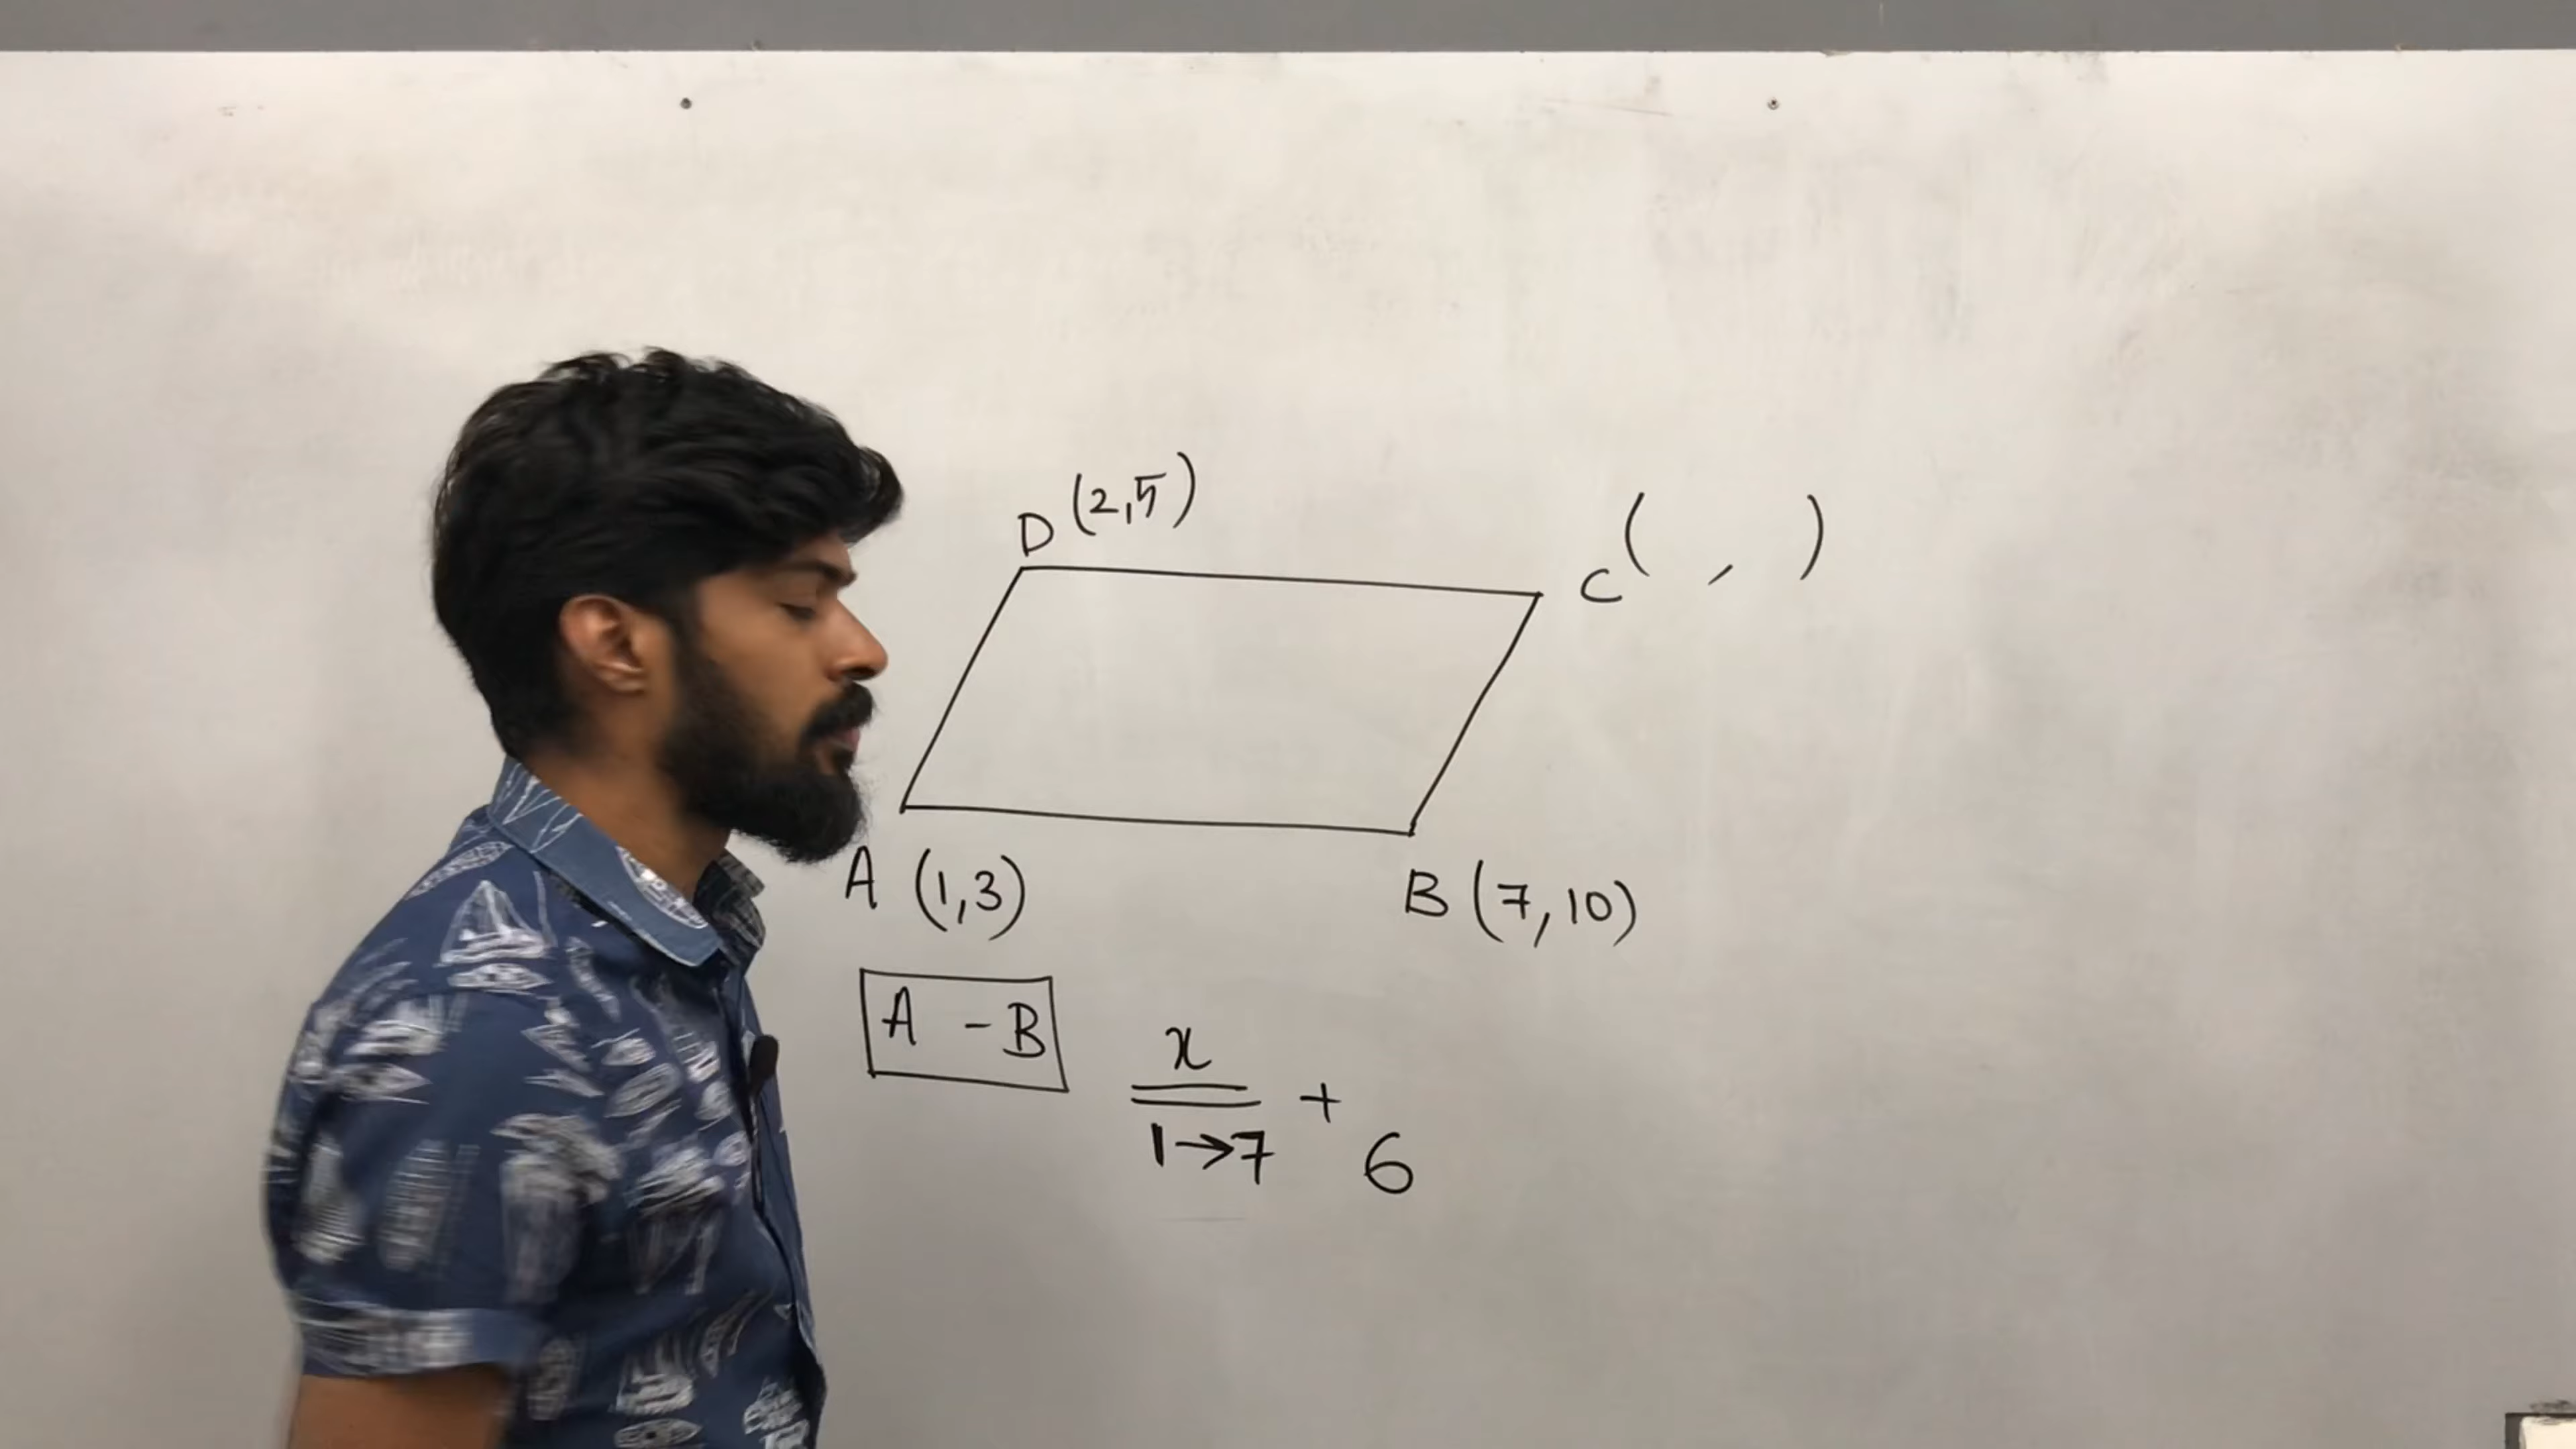 D (2,5)
C ( , )
A (1,3)
B (7,10)
A - B
x
1→7 + 6